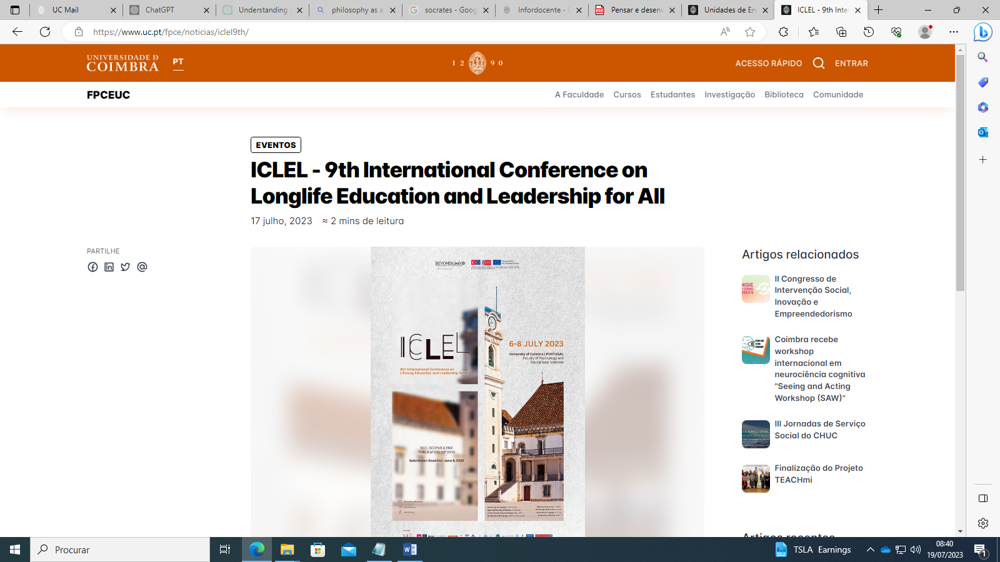 UC Mail
ChatGPT
Understanding
philosophy as a
socrates - Goog
Infordocente - U
Pensar e desenv
Unidades de En
ICLEL - 9th Inter
https://www.uc.pt/fpce/noticias/iclel9th/
UNIVERSIDADE D
COIMBRA
PT
1 2 9 0
ACESSO RÁPIDO
ENTRAR
FPCEUC
A Faculdade
Cursos
Estudantes
Investigação
Biblioteca
Comunidade
EVENTOS
ICLEL - 9th International Conference on
Longlife Education and Leadership for All
17 julho, 2023
≈ 2 mins de leitura
PARTILHE
ICLEL
9th International Conference on
Lifelong Education and Leadership for All
6-8 JULY 2023
University of Coimbra | PORTUGAL
Faculty of Psychology and
Educational Sciences
SSCI, SCOPUS & ERIC
PUBLICATION OPTIONS
Submission Deadline: June 5, 2023
Artigos relacionados
II Congresso de
Intervenção Social,
Inovação e
Empreendedorismo
Coimbra recebe
workshop
internacional em
neurociência cognitiva
"Seeing and Acting
Workshop (SAW)"
III Jornadas de Serviço
Social do CHUC
Finalização do Projeto
TEACHmi
Artigos recentes
Procurar
TSLA Earnings
08:40
19/07/2023
1